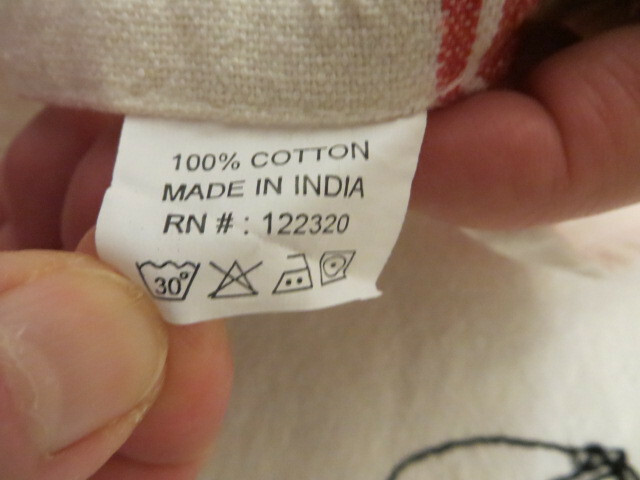 100% COTTON
MADE IN INDIA
RN # : 122320
30°